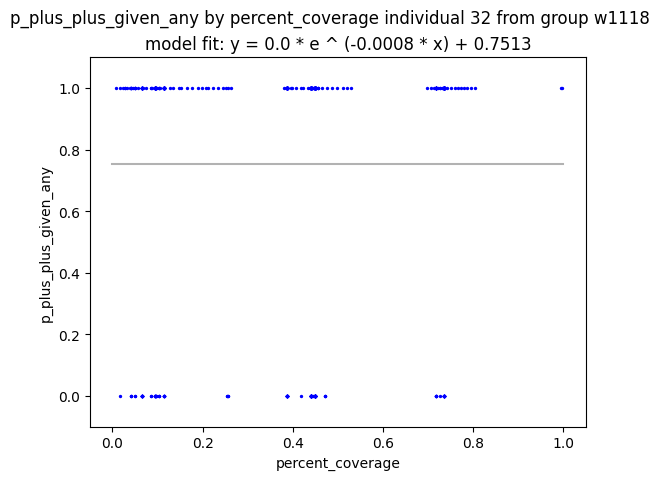 p_plus_plus_given_any by percent_coverage individual 32 from group w1118
model fit: y = 0.0 * e ^ (-0.0008 * x) + 0.7513
1.0
0.8
0.6
0.4
0.2
0.0
p_plus_plus_given_any
0.0 0.2 0.4 0.6 0.8 1.0
percent_coverage